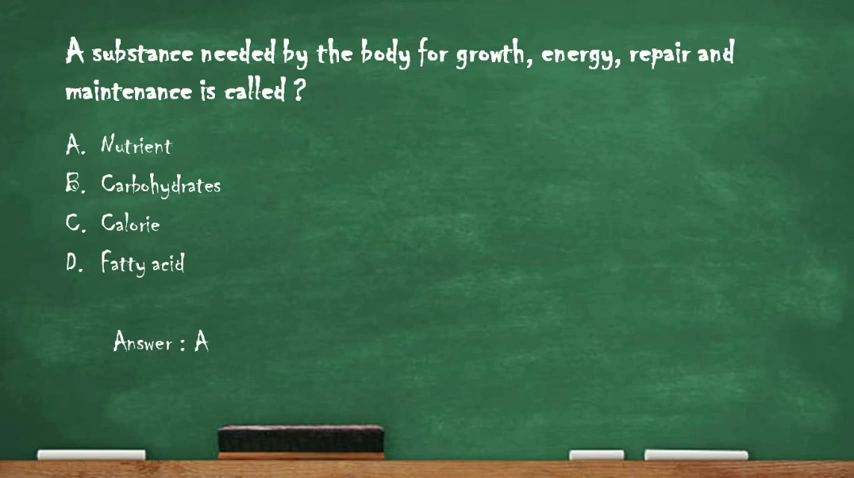 A substance needed by the body for growth, energy, repair and
maintenance is called ?
A. Nutrient
B. Carbohydrates
C. Calorie
D. Fatty acid
Answer : A